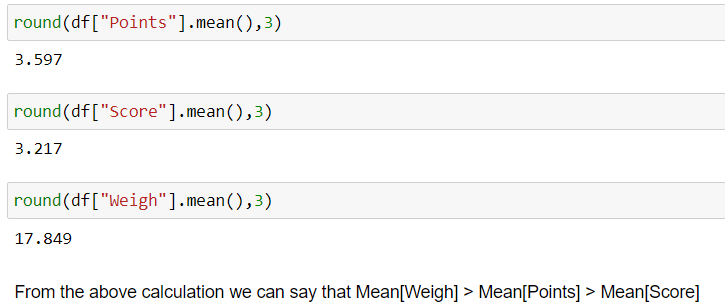 round(df["Points"].mean(),3)
3.597
round(df["Score"].mean(),3)
3.217
round(df["Weigh"].mean(),3)
17.849
From the above calculation we can say that Mean[Weigh] > Mean[Points] > Mean[Score]